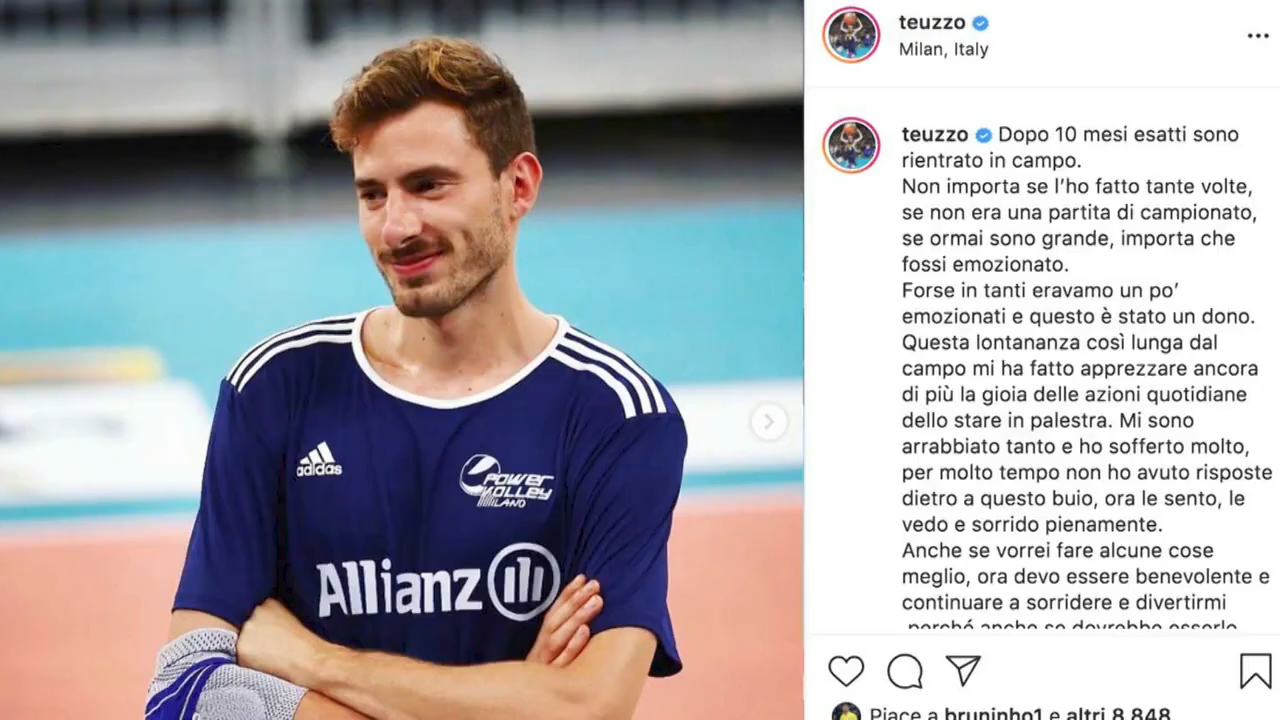 adidas
POWER
VOLLEY
MILANO
Allianz
teuzzo
Milan, Italy
teuzzo Dopo 10 mesi esatti sono
rientrato in campo.
Non importa se l’ho fatto tante volte,
se non era una partita di campionato,
se ormai sono grande, importa che
fossi emozionato.
Forse in tanti eravamo un po’
emozionati e questo è stato un dono.
Questa lontananza così lunga dal
campo mi ha fatto apprezzare ancora
di più la gioia delle azioni quotidiane
dello stare in palestra. Mi sono
arrabbiato tanto e ho sofferto molto,
per molto tempo non ho avuto risposte
dietro a questo buio, ora le sento, le
vedo e sorrido pienamente.
Anche se vorrei fare alcune cose
meglio, ora devo essere benevolente e
continuare a sorridere e divertirmi
perché anche se dovrebbe esserlo
Piace a bruninho1 e altri 8.848